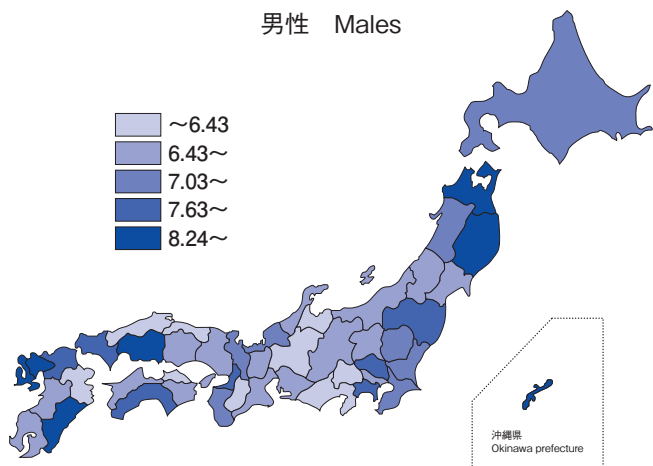 男性　Males
～6.43
6.43～
7.03～
7.63～
8.24～
沖縄県
Okinawa prefecture